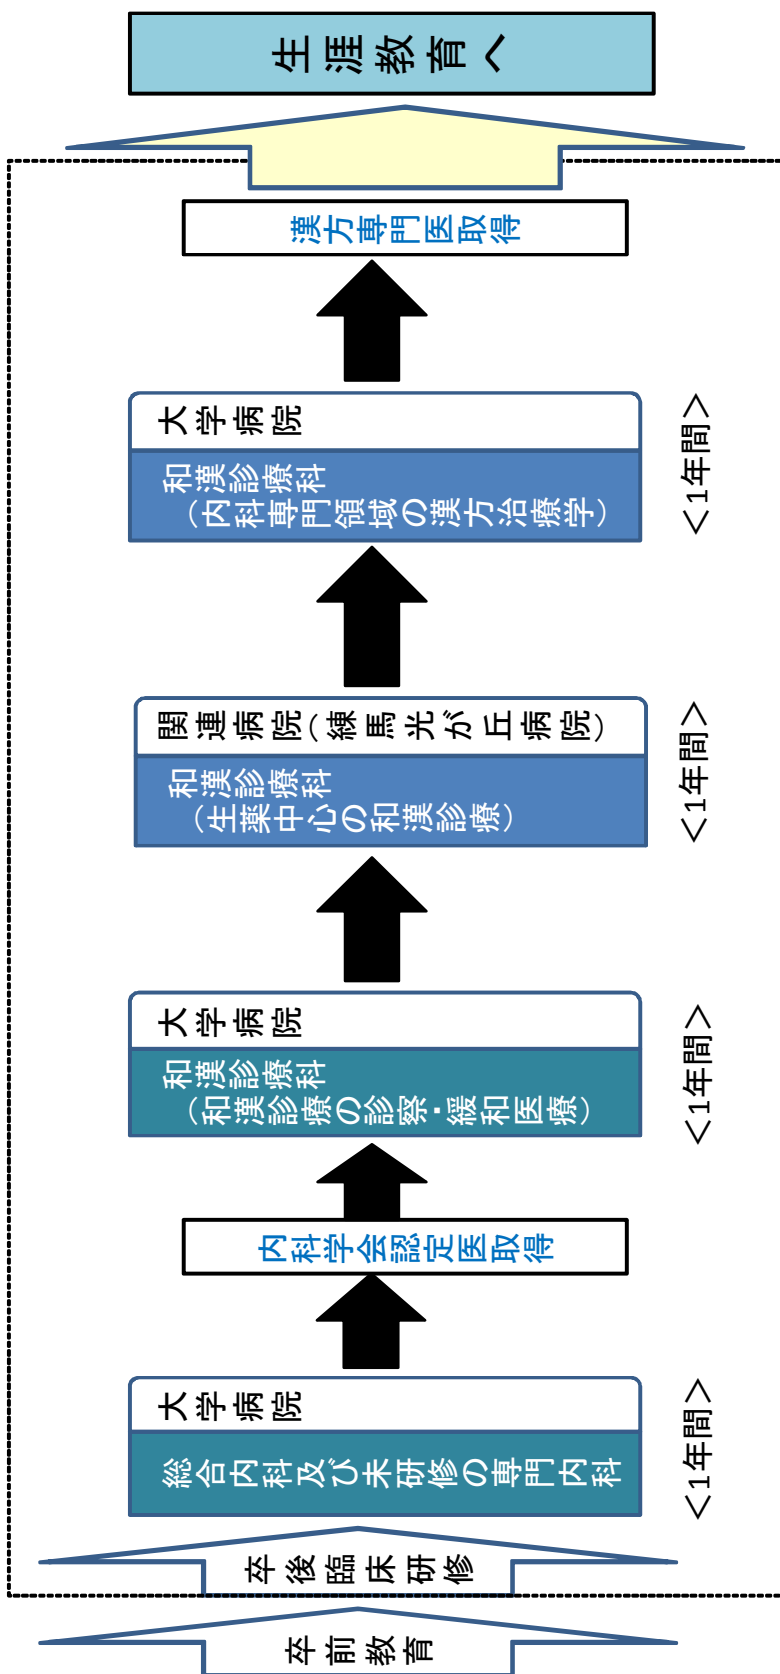 卒前教育
卒後臨床研修
大学病院
総合内科及び未研修の専門内科
＜1年間＞
内科学会認定医取得
大学病院
和漢診療科
（和漢診療の診察・緩和医療）
＜1年間＞
関連病院(練馬光が丘病院)
和漢診療科
（生薬中心の和漢診療）
＜1年間＞
大学病院
和漢診療科
（内科専門領域の漢方治療学）
＜1年間＞
漢方専門医取得
生涯教育へ